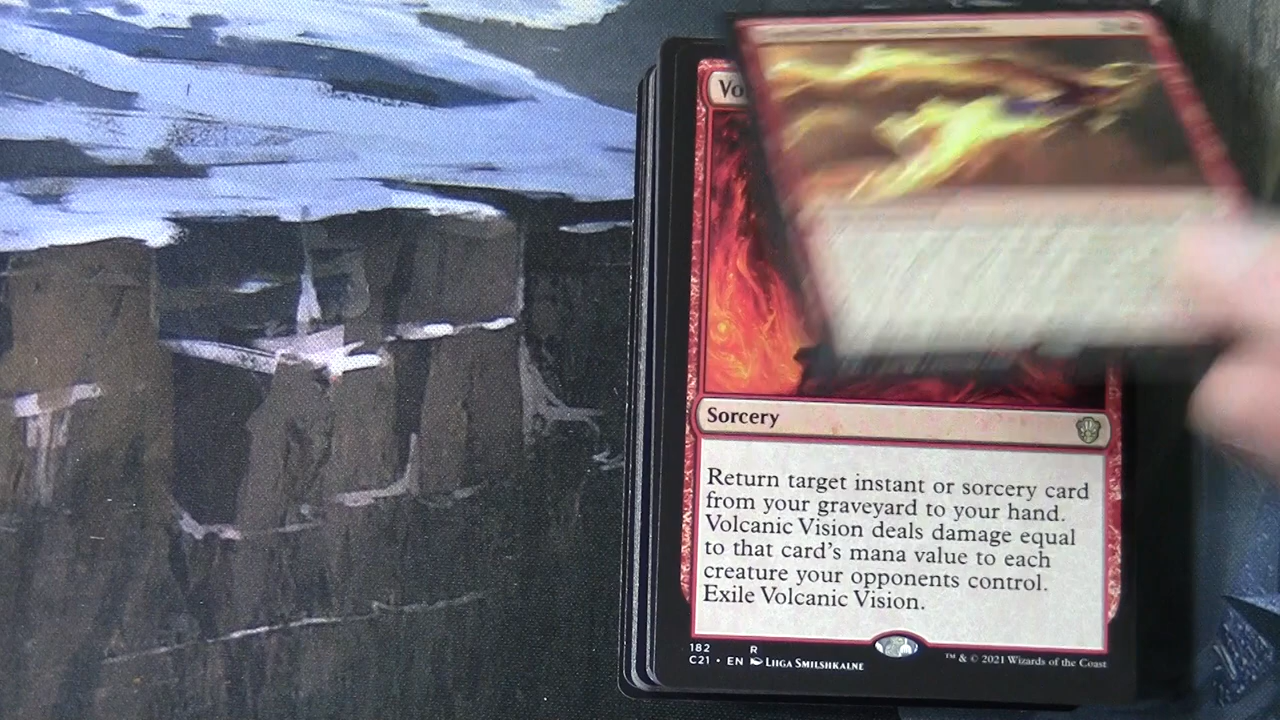 Vo
Sorcery
Return target instant or sorcery card
from your graveyard to your hand.
Volcanic Vision deals damage equal
to that card's mana value to each
creature your opponents control.
Exile Volcanic Vision.
182 R
C21 • EN Liiga Smilshkalne
™ & © 2021 Wizards of the Coast